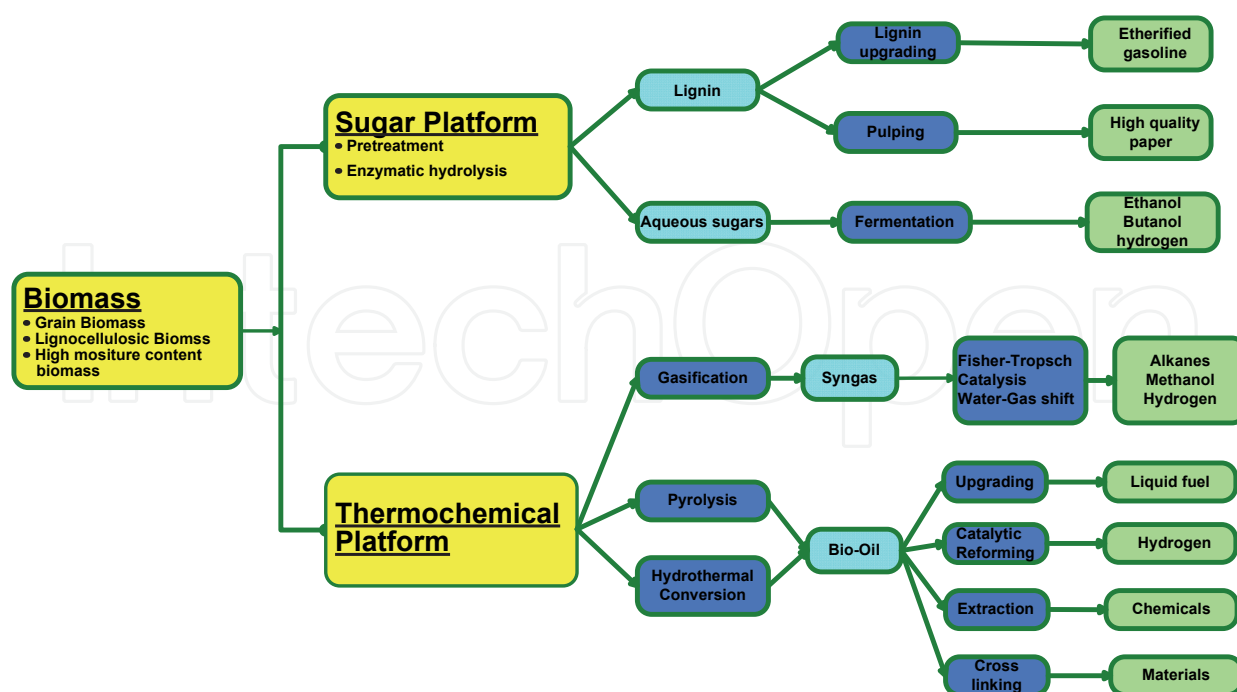 Lignin
upgrading
Etherified
gasoline
Lignin
Sugar Platform
• Pretreatment
• Enzymatic hydrolysis
Pulping
High quality
paper
Aqueous sugars
Fermentation
Ethanol
Butanol
hydrogen
IntechOpen
Biomass
• Grain Biomass
• Lignocellulosic Biomss
• High mositure content
biomass
Gasification
Syngas
Fisher-Tropsch
Catalysis
Water-Gas shift
Alkanes
Methanol
Hydrogen
Thermochemical
Platform
Pyrolysis
Hydrothermal
Conversion
Bio-Oil
Upgrading
Liquid fuel
Catalytic
Reforming
Hydrogen
Extraction
Chemicals
Cross
linking
Materials